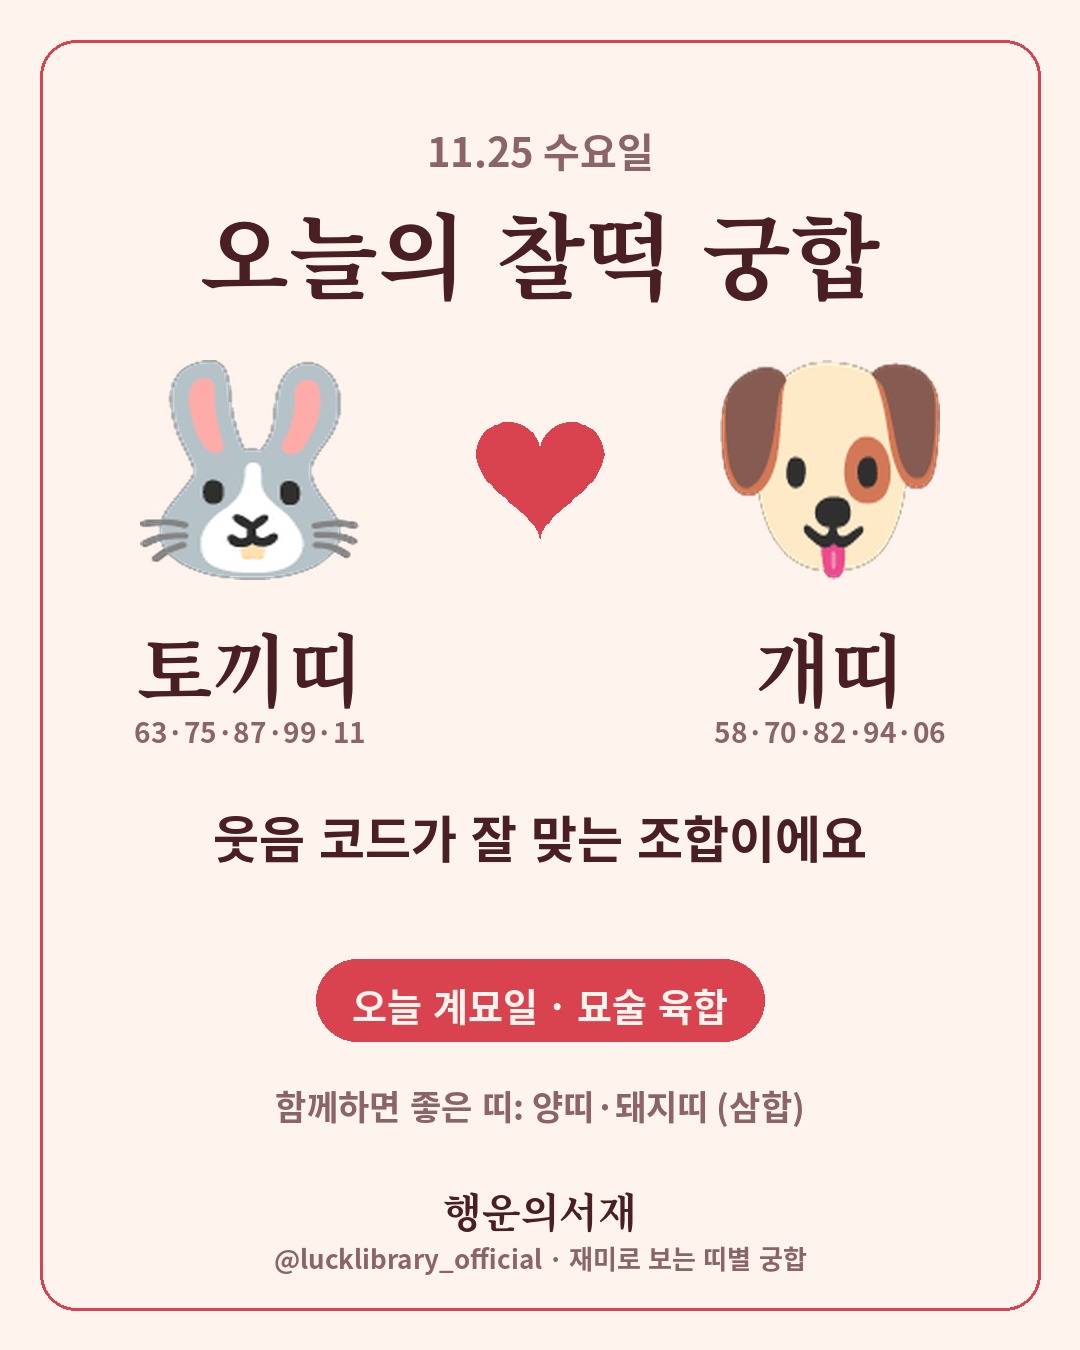 11.25 수요일
오늘의 찰떡 궁합
토끼띠
63·75·87·99·11
개띠
58·70·82·94·06
웃음 코드가 잘 맞는 조합이에요
오늘 계묘일 · 묘술 육합
함께하면 좋은 띠: 양띠·돼지띠 (삼합)
행운의서재
@lucklibrary_official · 재미로 보는 띠별 궁합